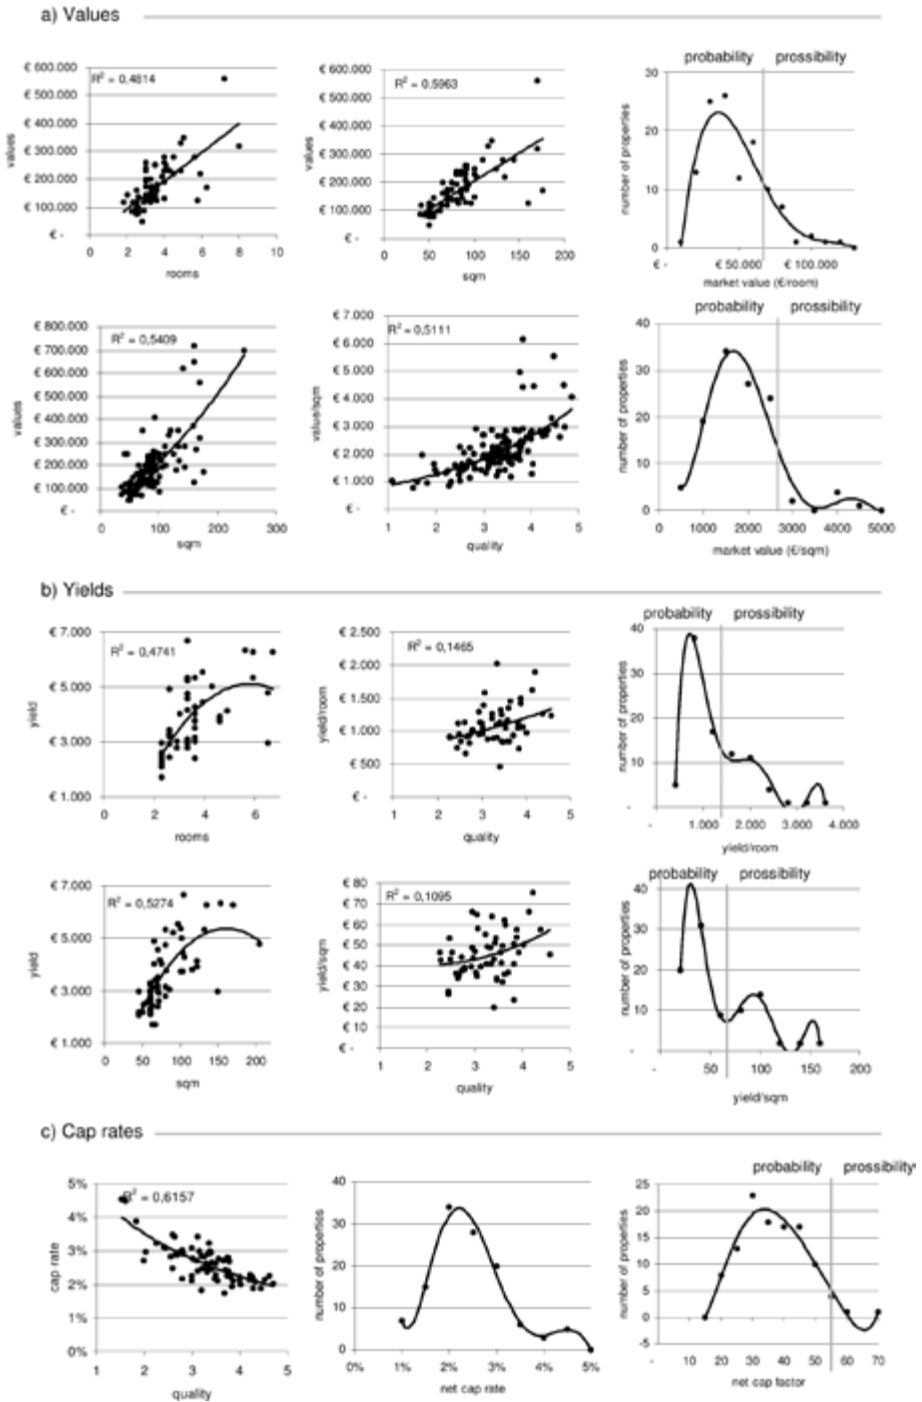 a) Values
R² = 0,4814
€ 600.000
€ 500.000
€ 400.000
€ 300.000
€ 200.000
€ 100.000
€ -
values
0 2 4 6 8 10
rooms
R² = 0,5963
€ 600.000
€ 500.000
€ 400.000
€ 300.000
€ 200.000
€ 100.000
€ -
values
0 50 100 150 200
sqm
probability prossibility
30
20
10
0
number of properties
€ - € 50.000 € 100.000
market value (€/room)
R² = 0,5409
€ 800.000
€ 700.000
€ 600.000
€ 500.000
€ 400.000
€ 300.000
€ 200.000
€ 100.000
€ -
values
0 100 200 300
sqm
R² = 0,5111
€ 7.000
€ 6.000
€ 5.000
€ 4.000
€ 3.000
€ 2.000
€ 1.000
€ -
value/sqm
1 2 3 4 5
quality
probability prossibility
40
30
20
10
0
number of properties
0 1000 2000 3000 4000 5000
market value (€/sqm)
b) Yields
R² = 0,4741
€ 7.000
€ 5.000
€ 3.000
€ 1.000
yield
0 2 4 6
rooms
R² = 0,1465
€ 2.500
€ 2.000
€ 1.500
€ 1.000
€ 500
€ -
yield/room
1 2 3 4 5
quality
probability prossibility
40
30
20
10
-
number of properties
- 1.000 2.000 3.000 4.000
yield/room
R² = 0,5274
€ 7.000
€ 5.000
€ 3.000
€ 1.000
yield
0 50 100 150 200
sqm
R² = 0,1095
€ 80
€ 70
€ 60
€ 50
€ 40
€ 30
€ 20
€ 10
€ -
yield/sqm
1 2 3 4 5
quality
probability prossibility
40
30
20
10
-
number of properties
- 50 100 150 200
yield/sqm
c) Cap rates
R² = 0,6157
5%
4%
3%
2%
1%
0%
cap rate
1 2 3 4 5
quality
40
30
20
10
0
number of properties
0% 1% 2% 3% 4% 5%
net cap rate
probability prossibility
25
20
15
10
5
0
-5
number of properties
- 10 20 30 40 50 60 70
net cap factor